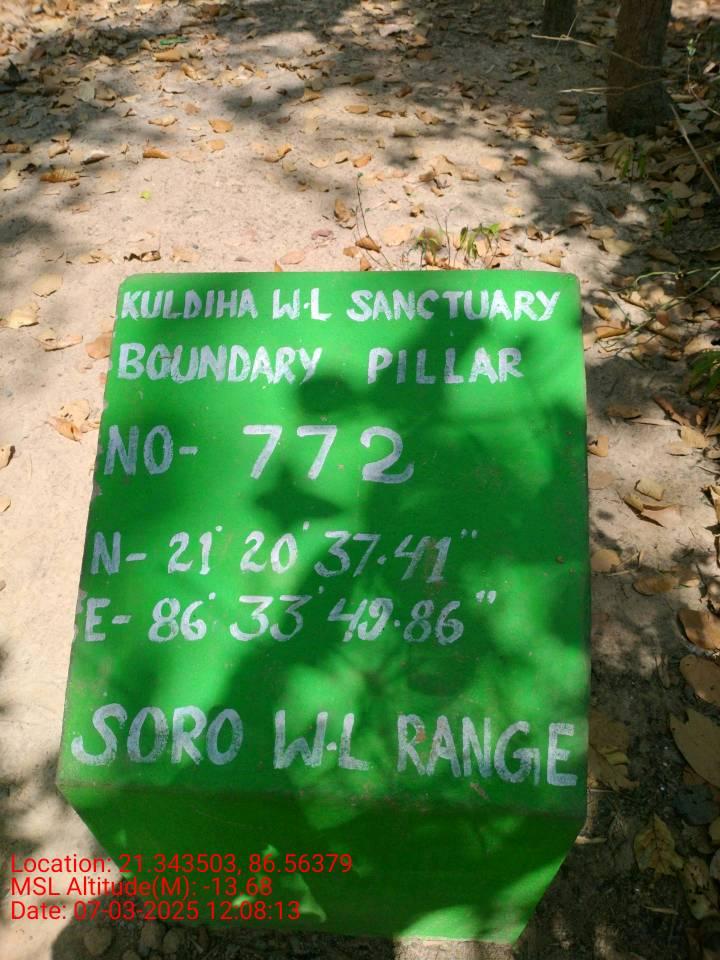 KULDIHA W.L SANCTUARY
BOUNDARY PILLAR
NO- 772
N- 21° 20' 37.41"
E- 86° 33' 49.86"
SORO W.L RANGE
Location: 21.343503, 86.56379
MSL Altitude(M): -13.68
Date: 07-03-2025 12:08:13